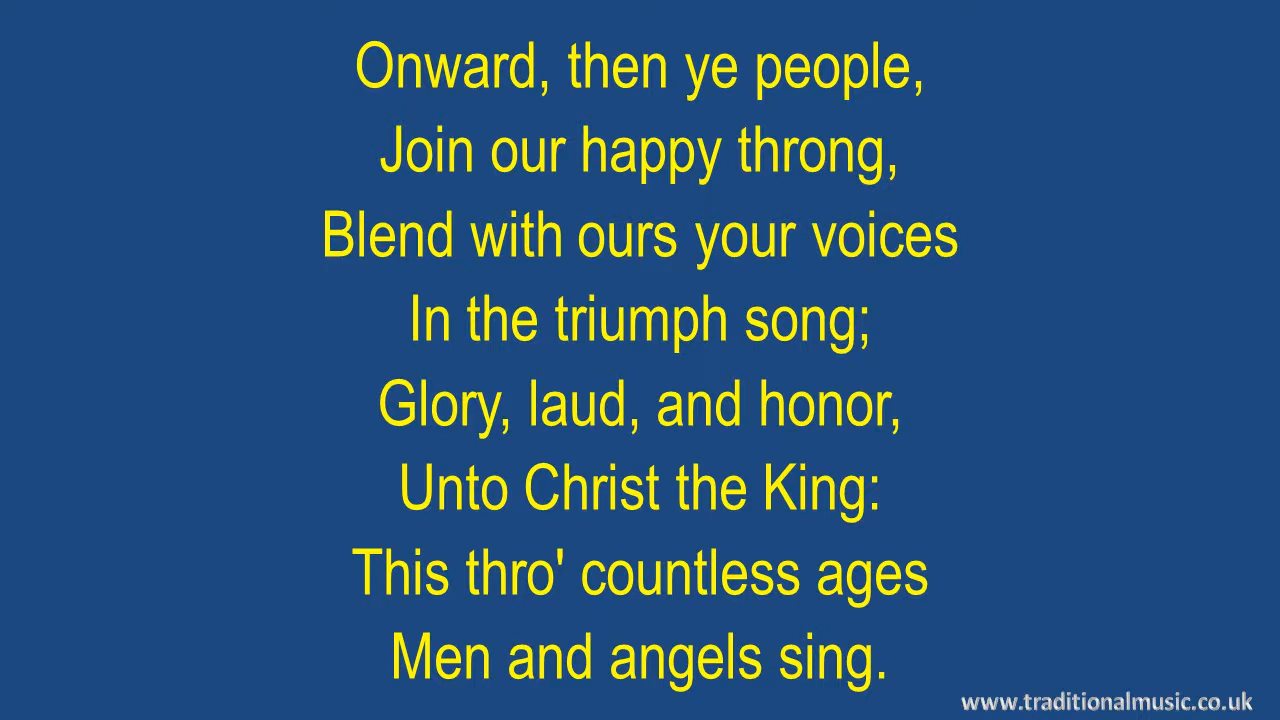 Onward, then ye people,
Join our happy throng,
Blend with ours your voices
In the triumph song;
Glory, laud, and honor,
Unto Christ the King:
This thro' countless ages
Men and angels sing.
www.traditionalmusic.co.uk